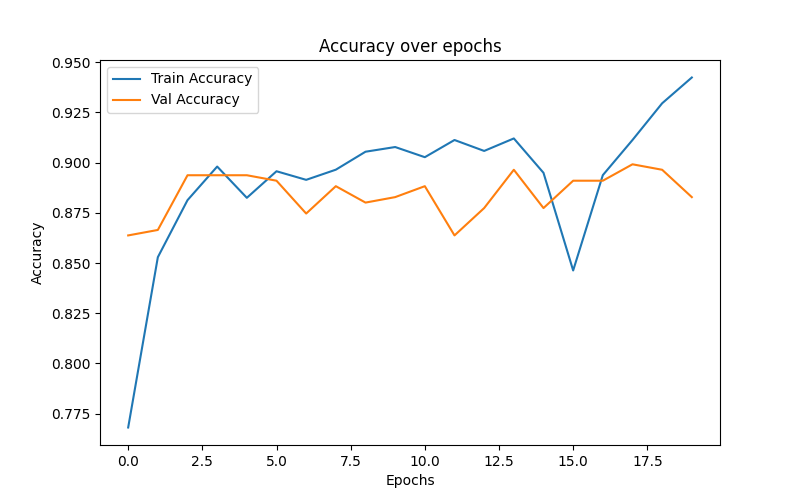 Accuracy over epochs
Train Accuracy
Val Accuracy
Accuracy
0.950
0.925
0.900
0.875
0.850
0.825
0.800
0.775
0.0 2.5 5.0 7.5 10.0 12.5 15.0 17.5
Epochs